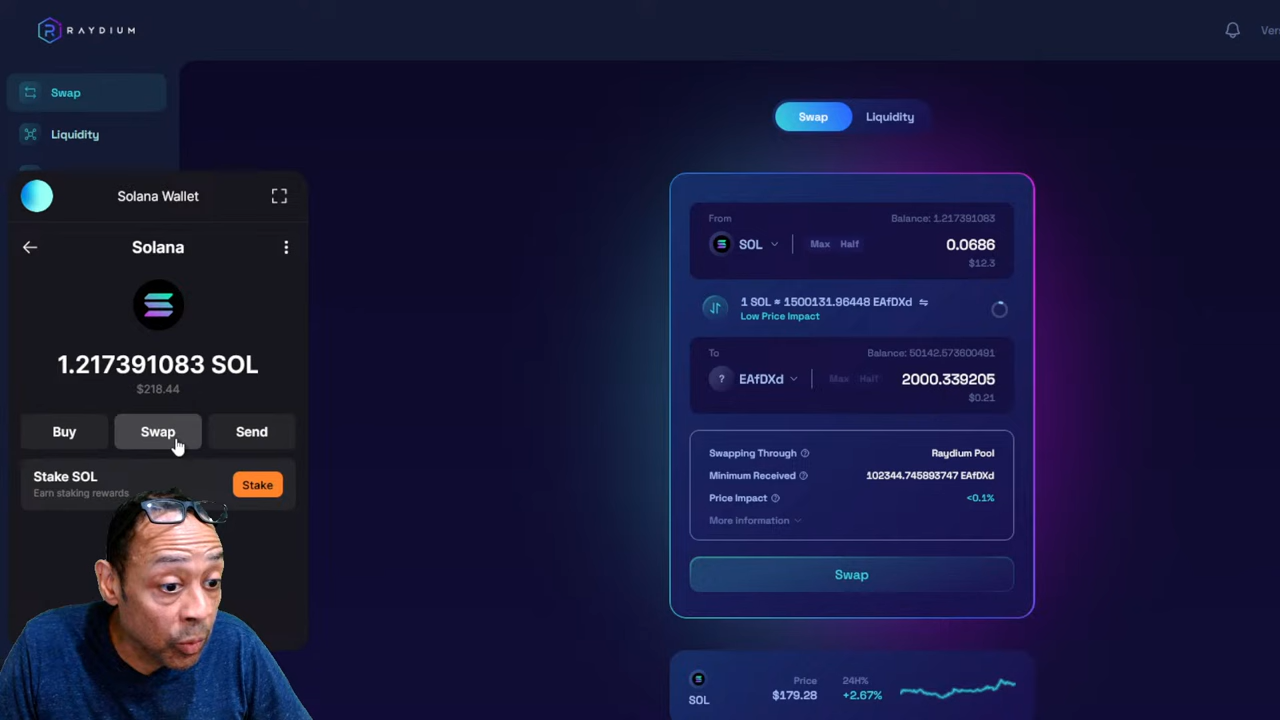 RAYDIUM
Ver
Swap
Liquidity
Swap
Liquidity
Solana Wallet
Solana
1.217391083 SOL
$218.44
Buy
Swap
Send
Stake SOL
Earn staking rewards
Stake
From
Balance: 1.217391083
SOL
Max
Half
0.0686
$12.3
1 SOL ≈ 1500131.96448 EAfDXd ⇋
Low Price Impact
To
Balance: 50142.573600491
?
EAfDXd
Max
Half
2000.339205
$0.21
Swapping Through ?
Raydium Pool
Minimum Received ?
102344.745893747 EAfDXd
Price Impact ?
<0.1%
More information
Swap
SOL
Price
$179.28
24H%
+2.67%